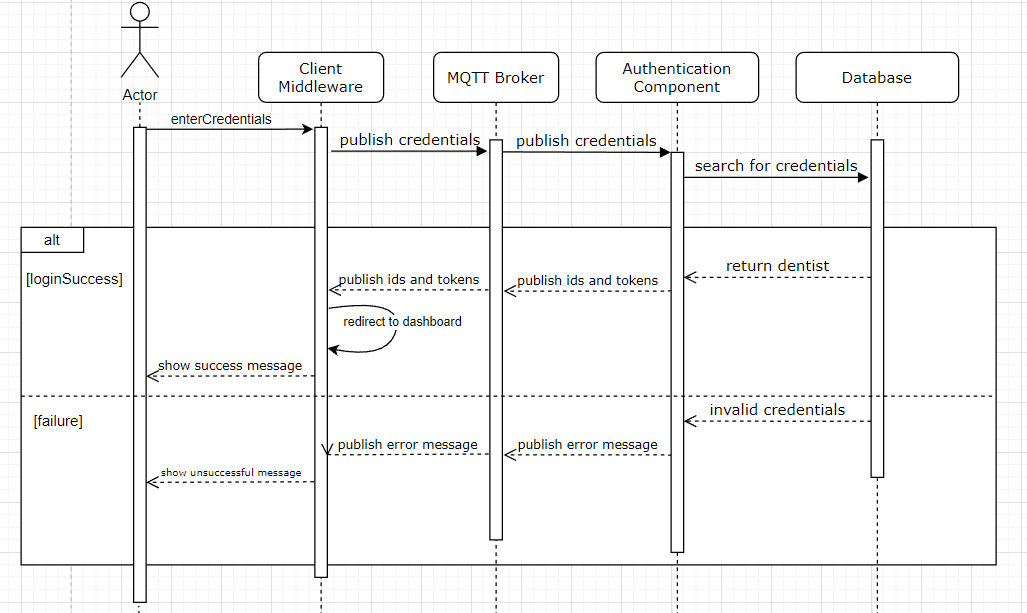 Actor
Client
Middleware
MQTT Broker
Authentication
Component
Database
enterCredentials
publish credentials
publish credentials
search for credentials
alt
[loginSuccess]
return dentist
publish ids and tokens
publish ids and tokens
redirect to dashboard
show success message
[failure]
invalid credentials
publish error message
publish error message
show unsuccessful message